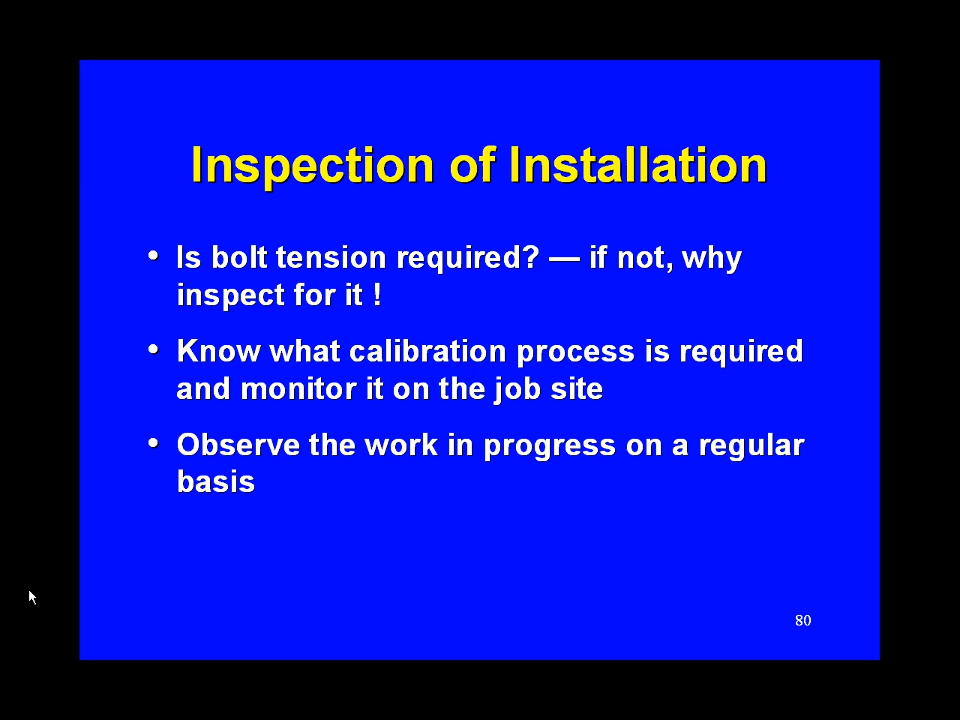 Inspection of Installation
• Is bolt tension required? — if not, why
inspect for it !
• Know what calibration process is required
and monitor it on the job site
• Observe the work in progress on a regular
basis
80